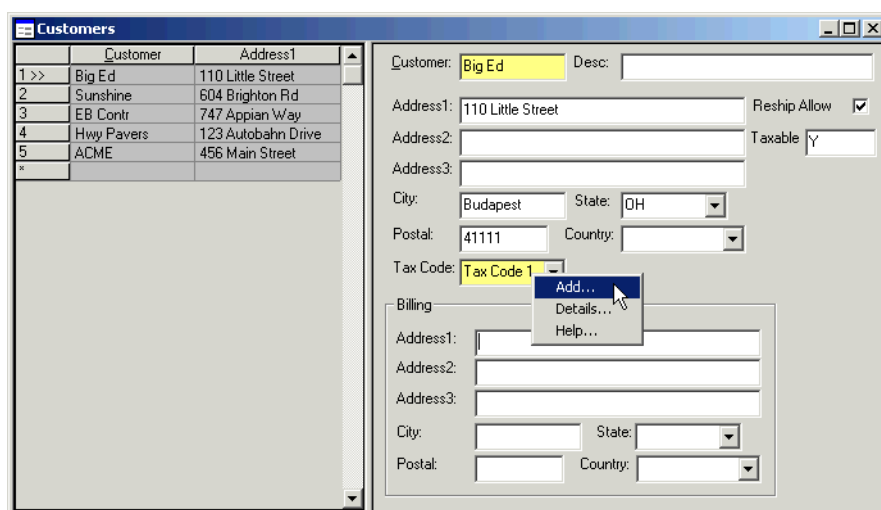 Customers
Customer Address1
1 >> Big Ed 110 Little Street
2 Sunshine 604 Brighton Rd
3 EB Contr 747 Appian Way
4 Hwy Pavers 123 Autobahn Drive
5 ACME 456 Main Street
*
Customer: Big Ed Desc:
Address1: 110 Little Street Reship Allow
Address2: Taxable Y
Address3:
City: Budapest State: OH
Postal: 41111 Country:
Tax Code: Tax Code 1
Add...
Details...
Help...
Billing
Address1:
Address2:
Address3:
City: State:
Postal: Country: